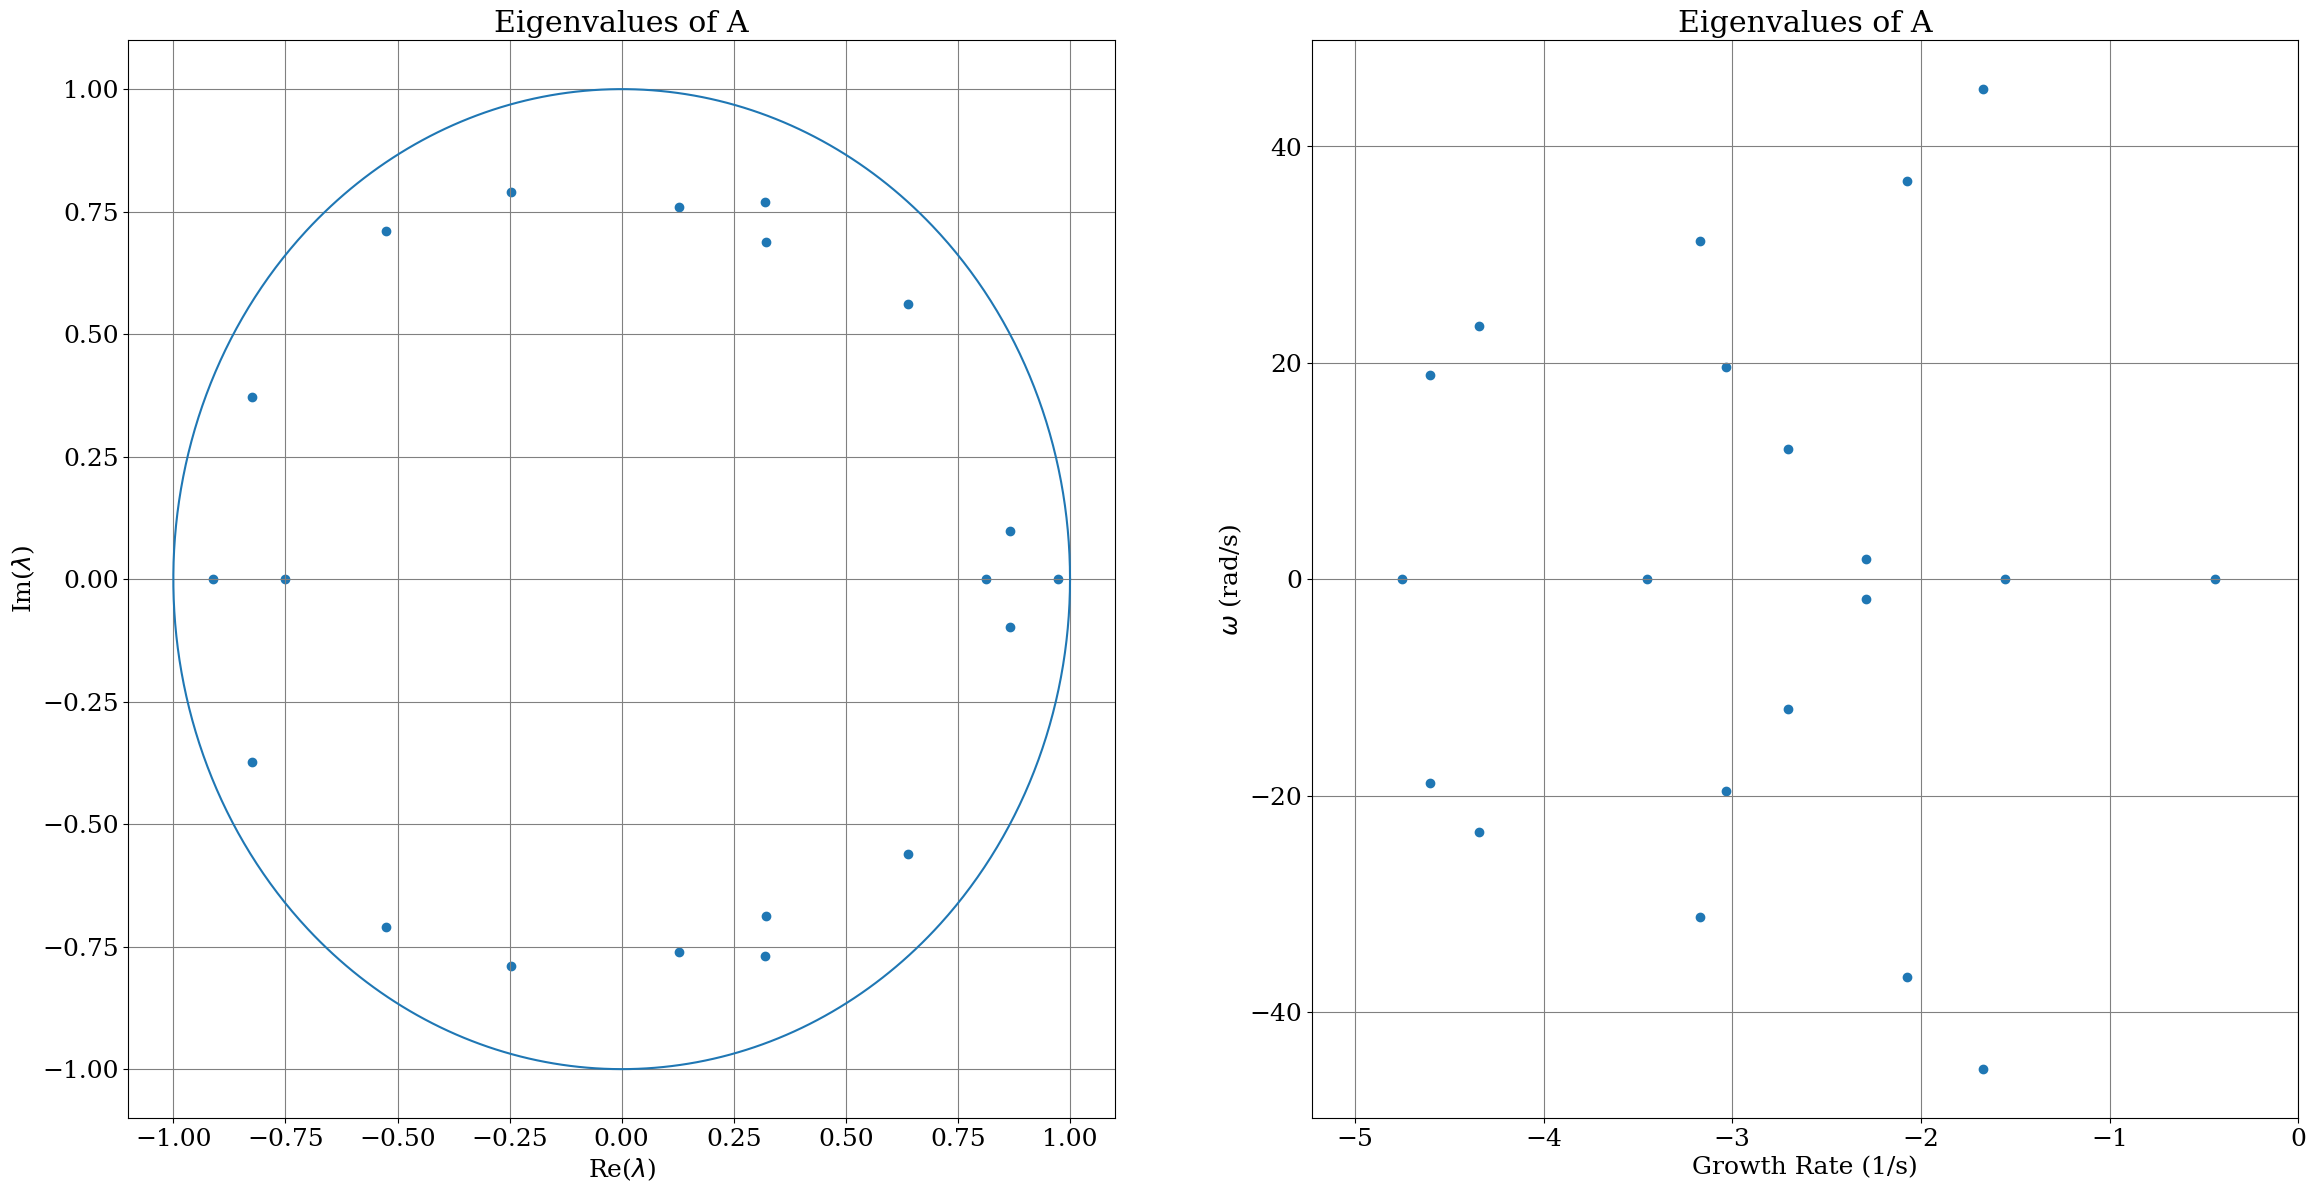 Eigenvalues of A
1.00
0.75
0.50
0.25
0.00
−0.25
−0.50
−0.75
−1.00
Im(λ)
−1.00 −0.75 −0.50 −0.25 0.00 0.25 0.50 0.75 1.00
Re(λ)
Eigenvalues of A
40
20
0
−20
−40
ω (rad/s)
−5 −4 −3 −2 −1 0
Growth Rate (1/s)